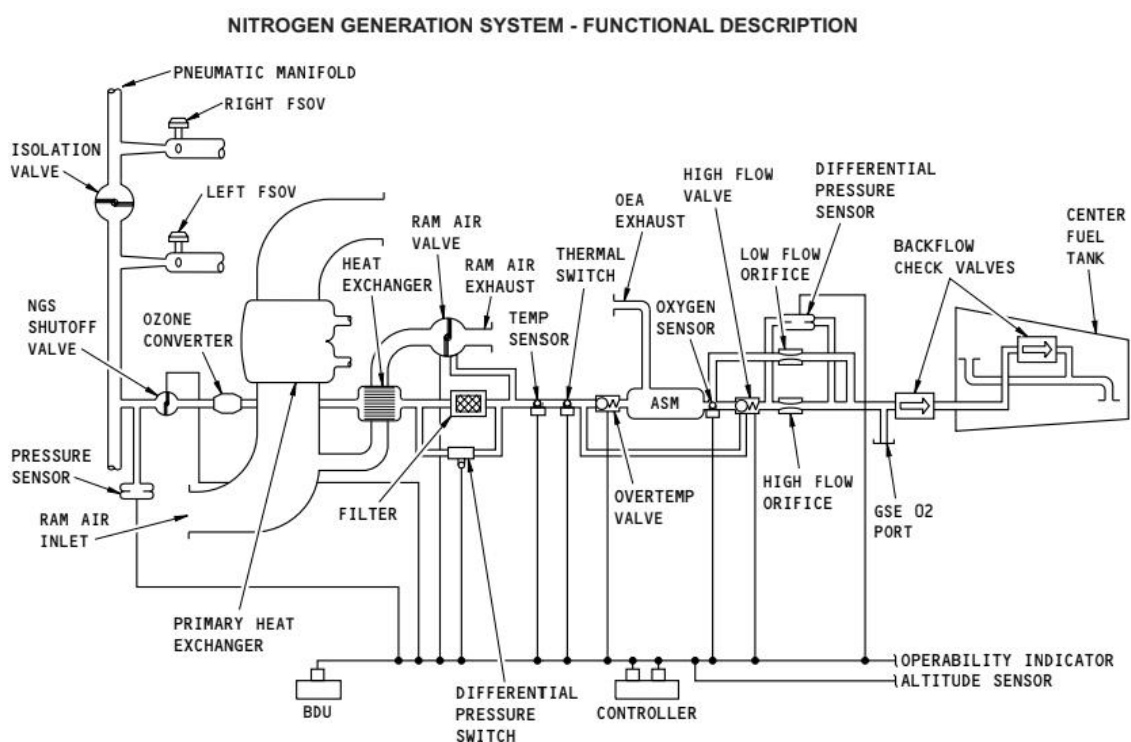 NITROGEN GENERATION SYSTEM - FUNCTIONAL DESCRIPTION
PNEUMATIC MANIFOLD
RIGHT FSOV
ISOLATION
VALVE
LEFT FSOV
NGS
SHUTOFF
VALVE
OZONE
CONVERTER
HEAT
EXCHANGER
RAM AIR
VALVE
RAM AIR
EXHAUST
TEMP
SENSOR
THERMAL
SWITCH
OEA
EXHAUST
OXYGEN
SENSOR
HIGH FLOW
VALVE
LOW FLOW
ORIFICE
DIFFERENTIAL
PRESSURE
SENSOR
BACKFLOW
CHECK VALVES
CENTER
FUEL
TANK
ASM
PRESSURE
SENSOR
RAM AIR
INLET
FILTER
OVERTEMP
VALVE
HIGH FLOW
ORIFICE
GSE O2
PORT
PRIMARY HEAT
EXCHANGER
BDU
DIFFERENTIAL
PRESSURE
SWITCH
CONTROLLER
OPERABILITY INDICATOR
ALTITUDE SENSOR